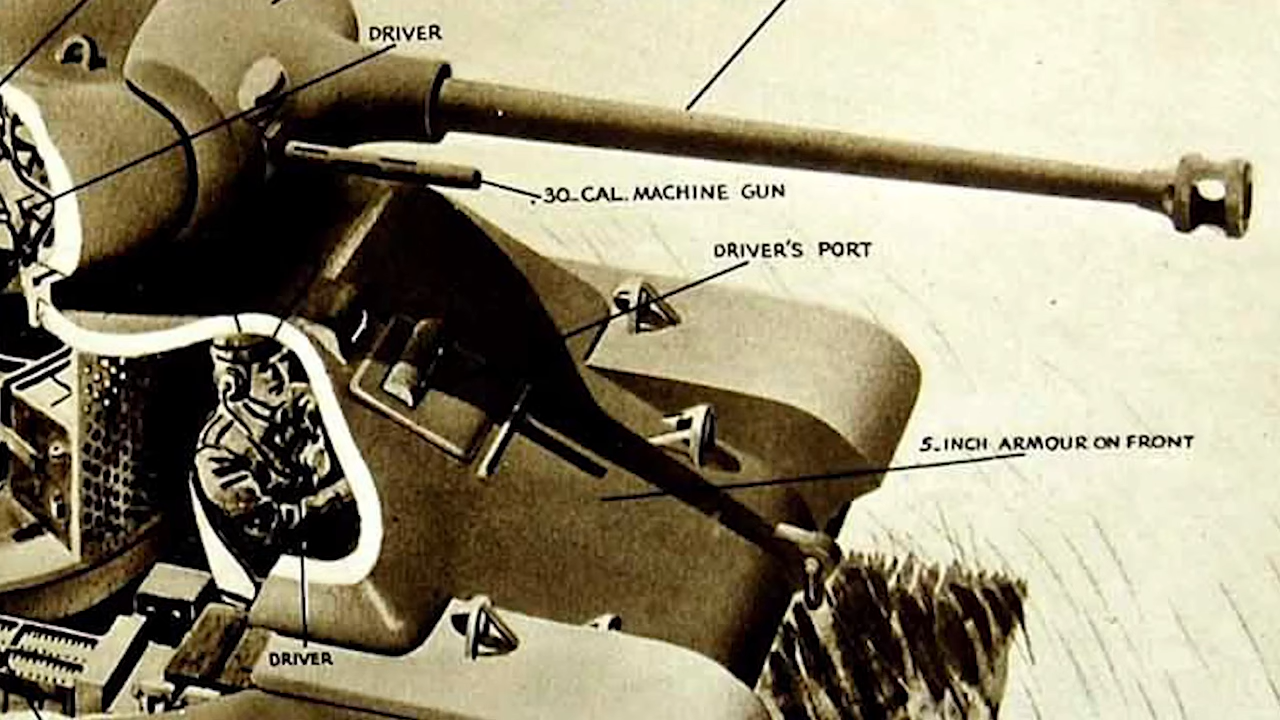 DRIVER
.30-CAL. MACHINE GUN
DRIVER'S PORT
5-INCH ARMOUR ON FRONT
DRIVER